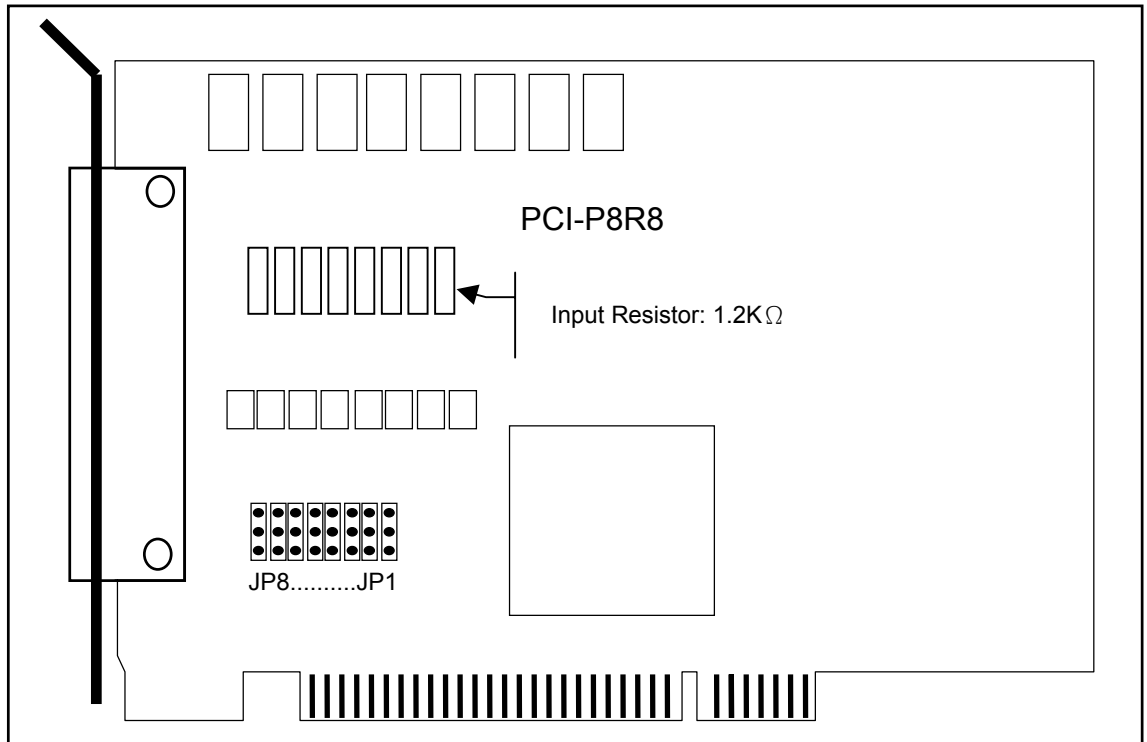 PCI-P8R8
Input Resistor: 1.2KΩ
JP8..........JP1